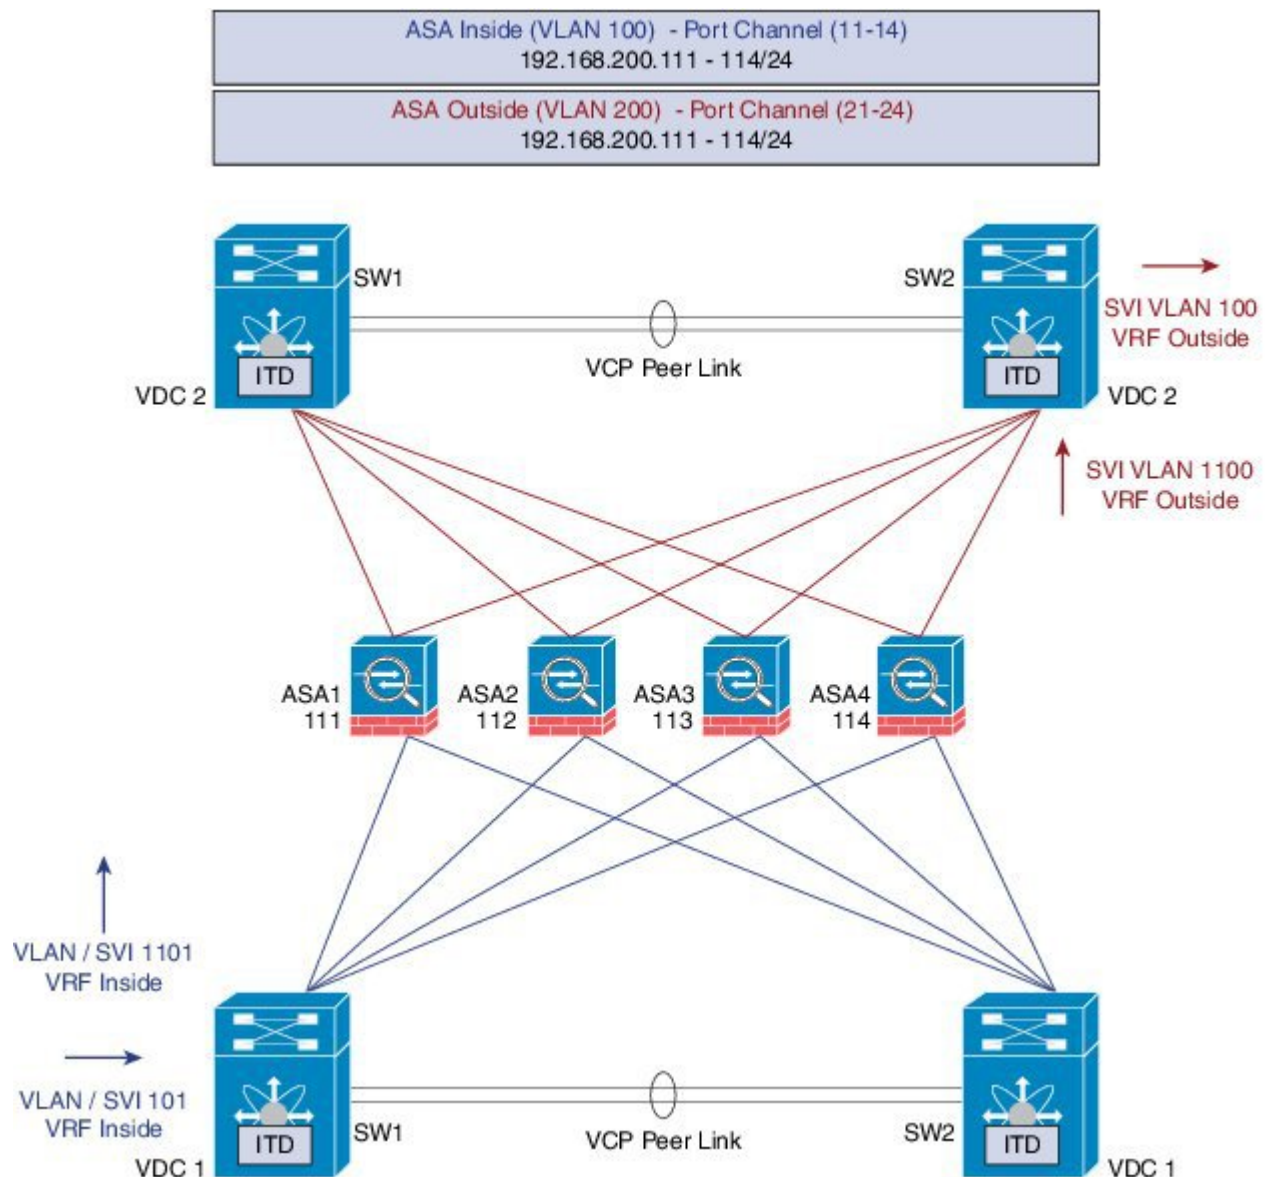 ASA Inside (VLAN 100) - Port Channel (11-14)
192.168.200.111 - 114/24
ASA Outside (VLAN 200) - Port Channel (21-24)
192.168.200.111 - 114/24
SW1
SW2
SVI VLAN 100
VRF Outside
VCP Peer Link
ITD
ITD
VDC 2
VDC 2
SVI VLAN 1100
VRF Outside
ASA1
111
ASA2
112
ASA3
113
ASA4
114
VLAN / SVI 1101
VRF Inside
VLAN / SVI 101
VRF Inside
SW1
VCP Peer Link
SW2
ITD
ITD
VDC 1
VDC 1